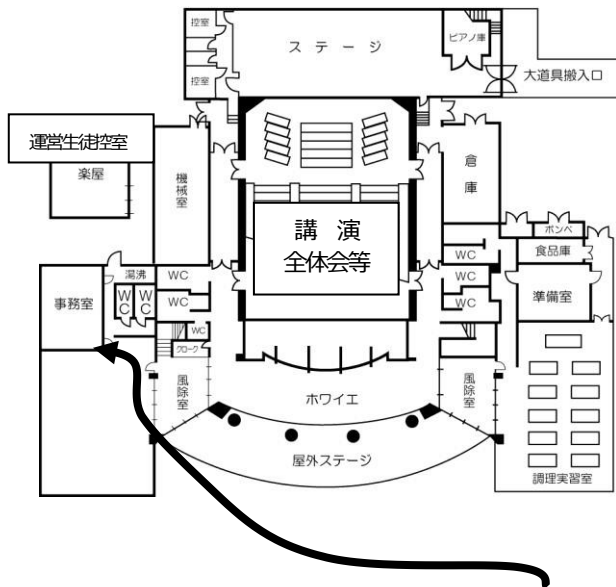 控室
ステージ
ピアノ庫
控室
大道具搬入口
運営生徒控室
楽屋
機械室
倉庫
講 演
全体会等
ボンベ
食品庫
準備室
湯沸
WC
WC
WC
WC
WC
WC
WC
事務室
WC
WC
クローク
風除室
ホワイエ
風除室
屋外ステージ
調理実習室